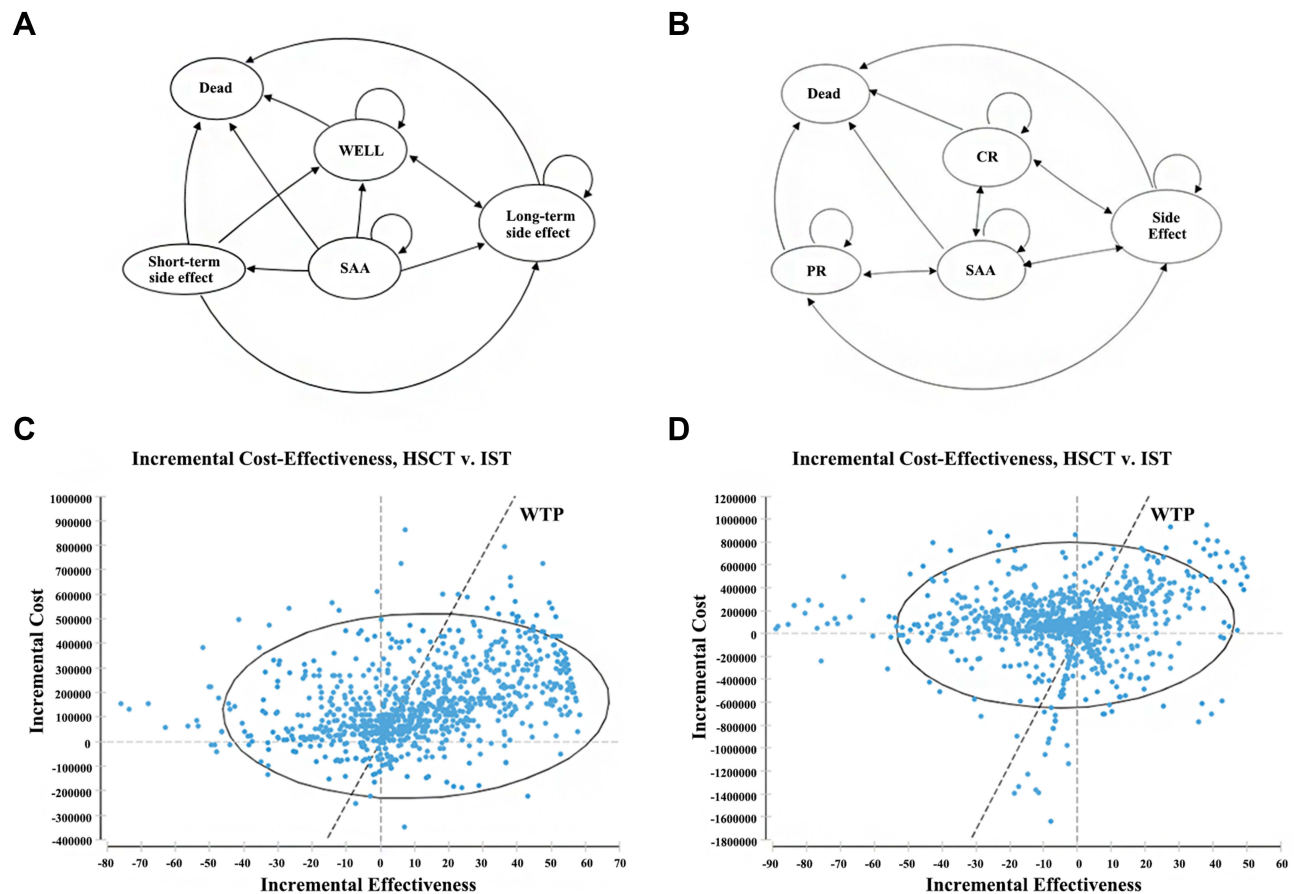 A
Dead
WELL
Long-term
side effect
Short-term
side effect
SAA
B
Dead
CR
Side
Effect
PR
SAA
C
Incremental Cost-Effectiveness, HSCT v. IST
WTP
Incremental Cost
1000000
900000
800000
700000
600000
500000
400000
300000
200000
100000
0
-100000
-200000
-300000
-400000
-80
-70
-60
-50
-40
-30
-20
-10
0
10
20
30
40
50
60
70
Incremental Effectiveness
D
Incremental Cost-Effectiveness, HSCT v. IST
WTP
Incremental Cost
1200000
1000000
800000
600000
400000
200000
0
-200000
-400000
-600000
-800000
-1000000
-1200000
-1400000
-1600000
-1800000
-90
-80
-70
-60
-50
-40
-30
-20
-10
0
10
20
30
40
50
60
Incremental Effectiveness